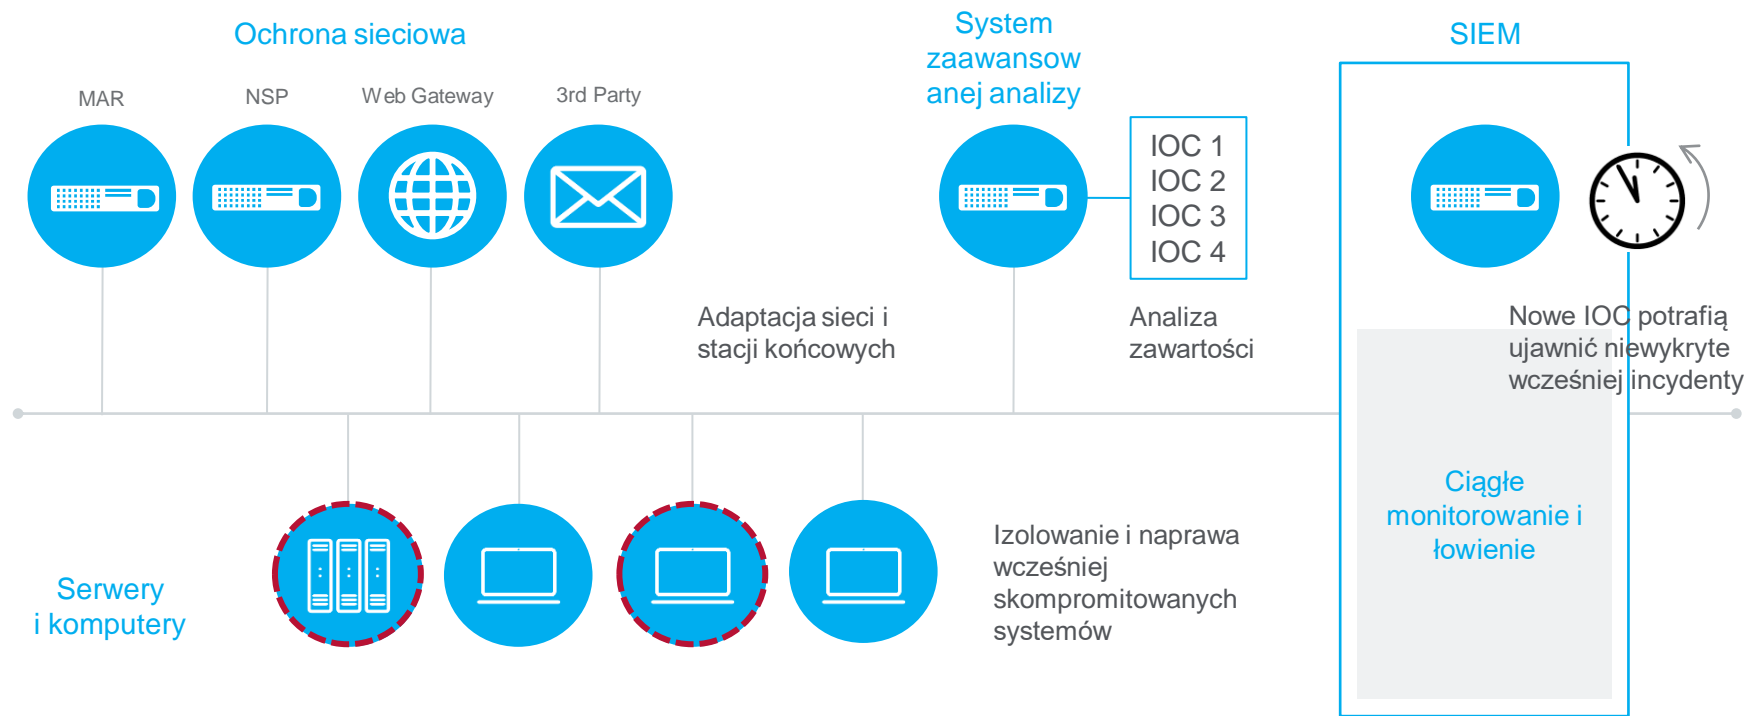 Ochrona sieciowa
MAR
NSP
Web Gateway
3rd Party
System
zaawansow
anej analizy
IOC 1
IOC 2
IOC 3
IOC 4
SIEM
Adaptacja sieci i
stacji końcowych
Analiza
zawartości
Nowe IOC potrafią
ujawnić niewykryte
wcześniej incydenty
Serwery
i komputery
Izolowanie i naprawa
wcześniej
skompromitowanych
systemów
Ciągłe
monitorowanie i
łowienie